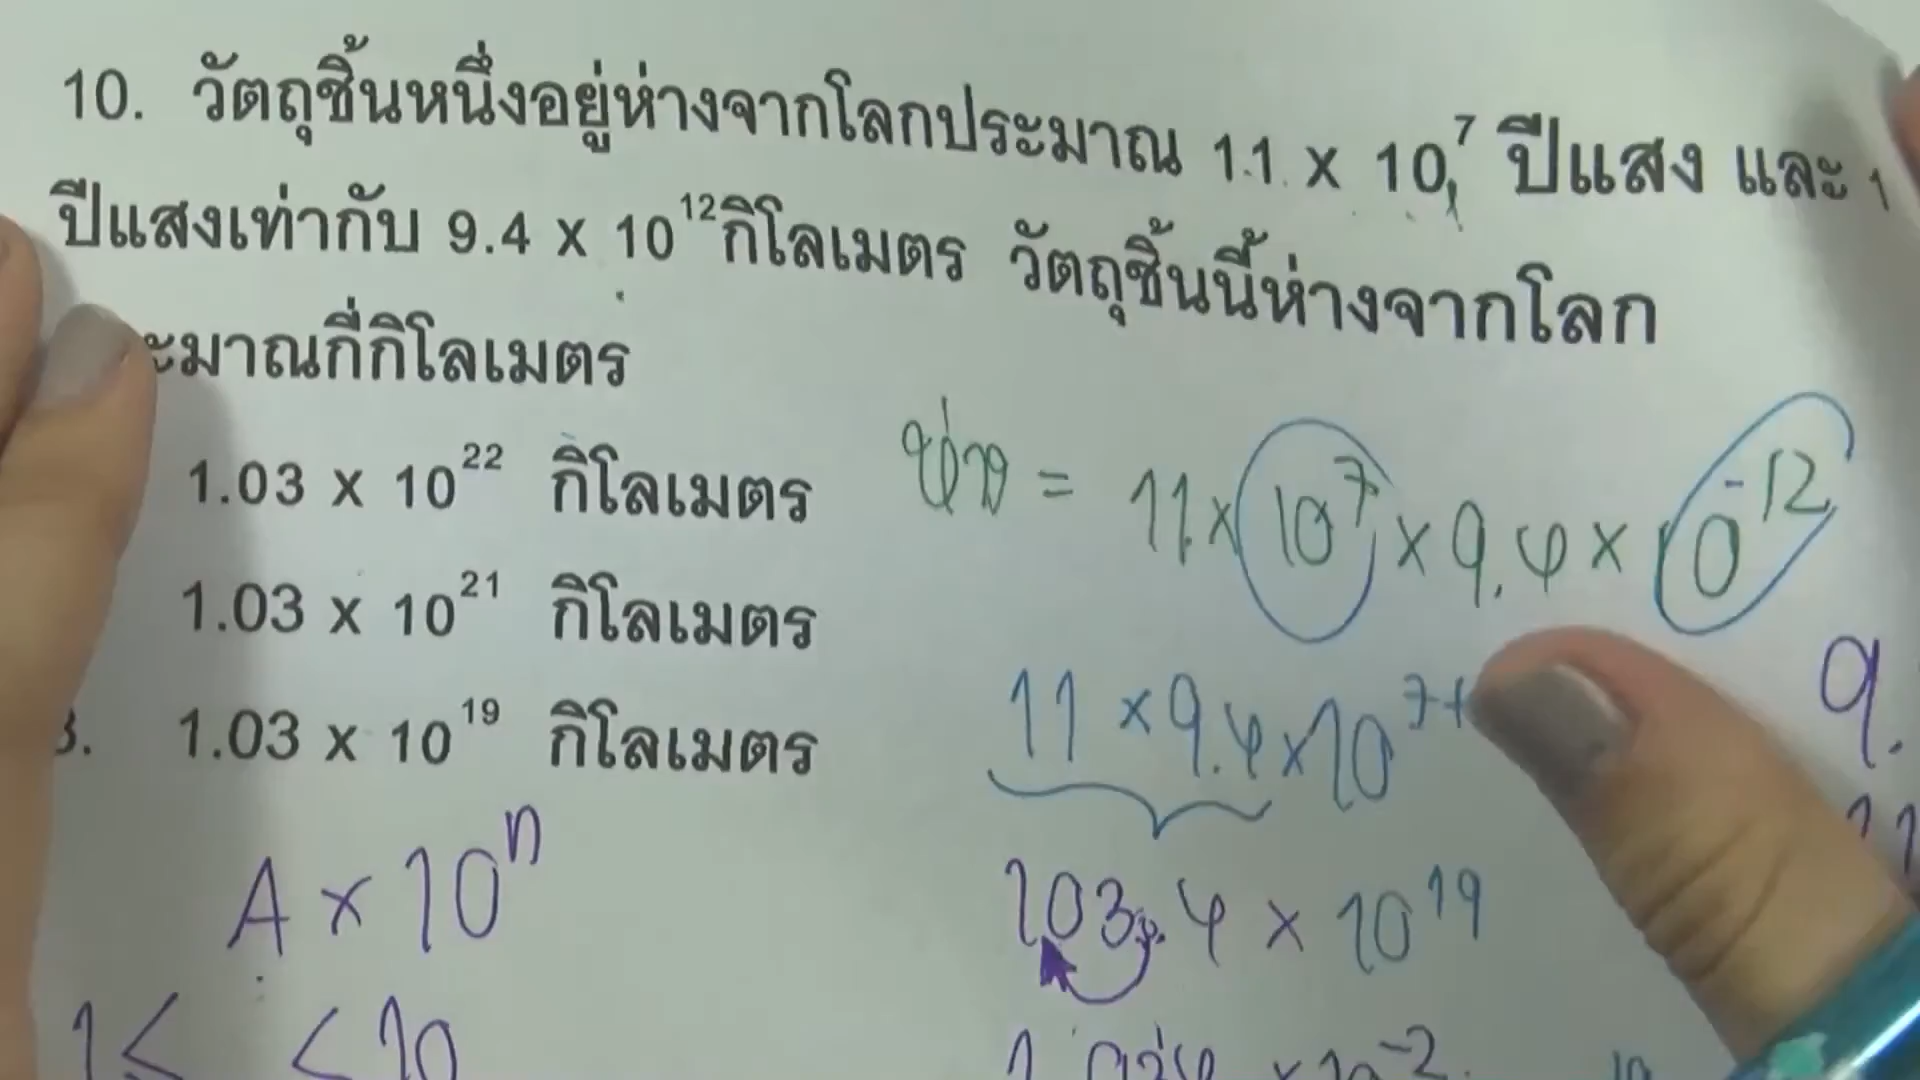 10. วัตถุชิ้นหนึ่งอยู่ห่างจากโลกประมาณ 1.1 x 10⁷ ปีแสง และ 1
ปีแสงเท่ากับ 9.4 x 10¹² กิโลเมตร วัตถุชิ้นนี้ห่างจากโลก
ะมาณกี่กิโลเมตร
1.03 x 10²² กิโลเมตร
1.03 x 10²¹ กิโลเมตร
3. 1.03 x 10¹⁹ กิโลเมตร
= 11 × 10⁷ × 9.4 × 10⁻¹²
11 × 9.4 × 10⁷⁺
103.4 × 10¹⁹
A × 10ⁿ
1 ≤ < 10
9.